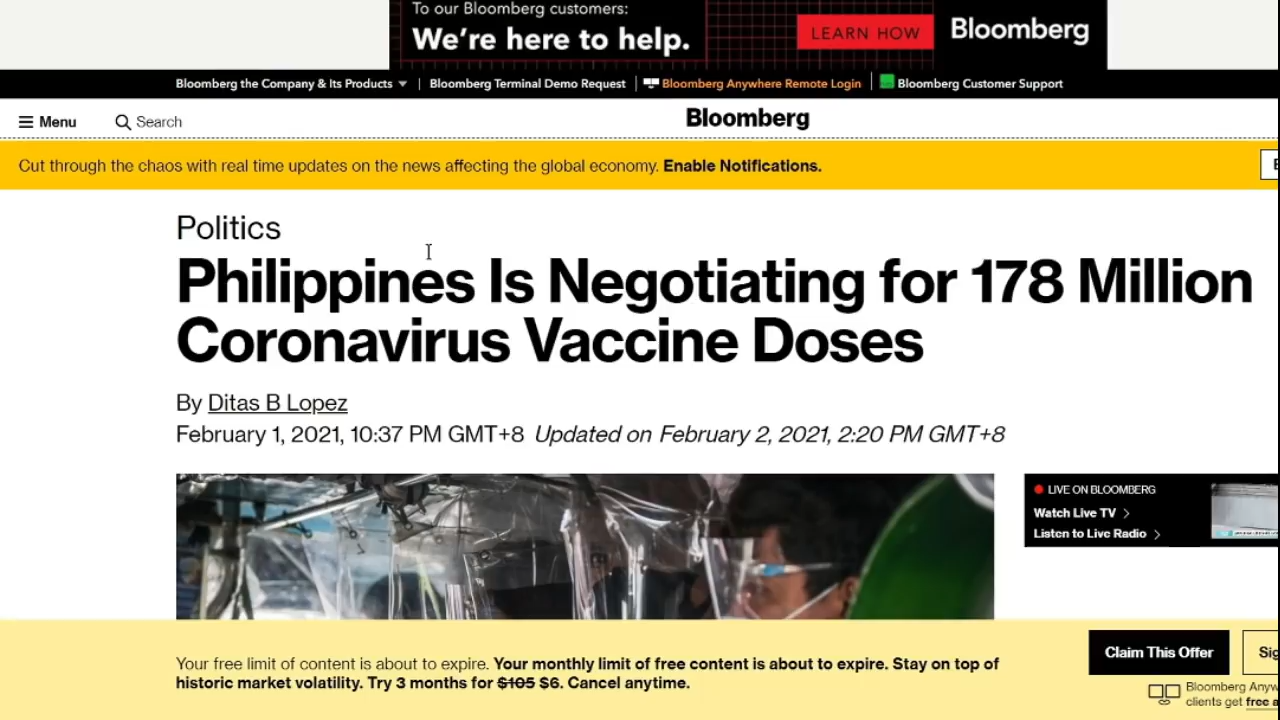 To our Bloomberg customers:
We're here to help.
LEARN HOW
Bloomberg
Bloomberg the Company & Its Products
Bloomberg Terminal Demo Request
Bloomberg Anywhere Remote Login
Bloomberg Customer Support
Menu
Search
Bloomberg
Cut through the chaos with real time updates on the news affecting the global economy. Enable Notifications.
Politics
Philippines Is Negotiating for 178 Million
Coronavirus Vaccine Doses
By Ditas B Lopez
February 1, 2021, 10:37 PM GMT+8 Updated on February 2, 2021, 2:20 PM GMT+8
LIVE ON BLOOMBERG
Watch Live TV
Listen to Live Radio
Your free limit of content is about to expire. Your monthly limit of free content is about to expire. Stay on top of
historic market volatility. Try 3 months for $105 $6. Cancel anytime.
Claim This Offer
Sig
Bloomberg Anyw
clients get free a